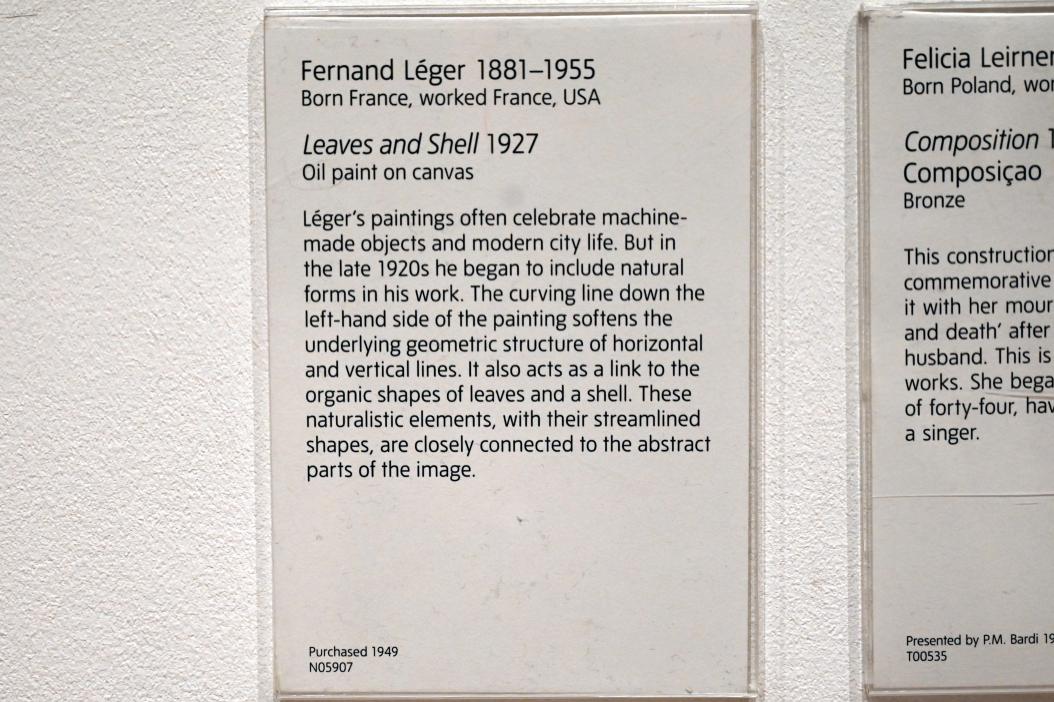 Fernand Léger 1881–1955
Born France, worked France, USA
Leaves and Shell 1927
Oil paint on canvas
Léger's paintings often celebrate machine-
made objects and modern city life. But in
the late 1920s he began to include natural
forms in his work. The curving line down the
left-hand side of the painting softens the
underlying geometric structure of horizontal
and vertical lines. It also acts as a link to the
organic shapes of leaves and a shell. These
naturalistic elements, with their streamlined
shapes, are closely connected to the abstract
parts of the image.
Purchased 1949
N05907
Felicia Leirner
Born Poland,
Composition
Composiçao
Bronze
This construction
commemorative
it with her
and death' after
husband. This is
works. She
of forty-four,
a singer.
Presented by P.M. Bardi
T00535